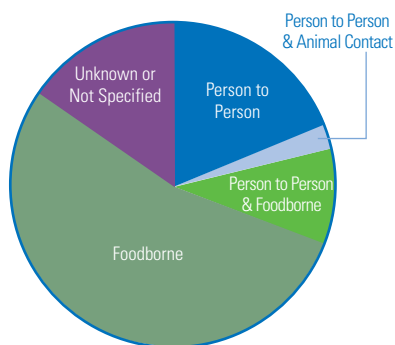 Person to Person
& Animal Contact
Unknown or
Not Specified
Person to
Person
Person to Person
& Foodborne
Foodborne